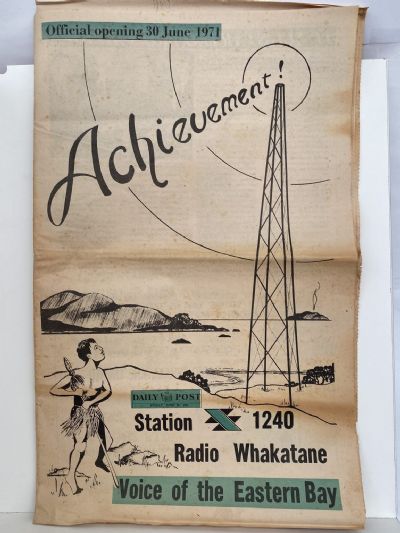 Official opening 30 June 1971
Achievement!
DAILY POST
Station 1240
Radio Whakatane
Voice of the Eastern Bay